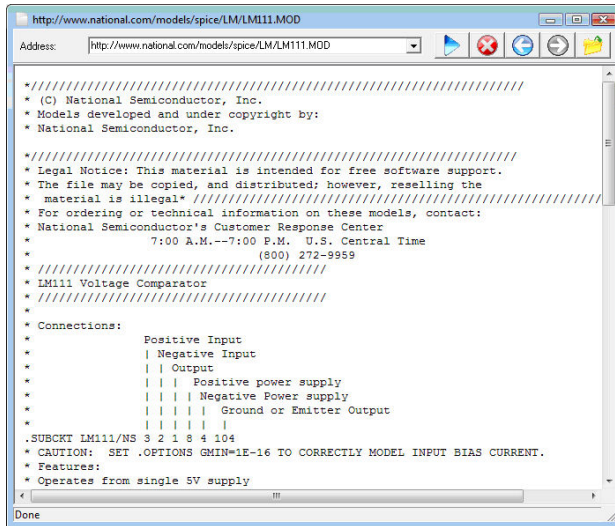 http://www.national.com/models/spice/LM/LM111.MOD
Address: http://www.national.com/models/spice/LM/LM111.MOD
*//////////////////////////////////////////////////////////////////////
* (C) National Semiconductor, Inc.
* Models developed and under copyright by:
* National Semiconductor, Inc.
*/////////////////////////////////////////////////////////////////////
* Legal Notice: This material is intended for free software support.
* The file may be copied, and distributed; however, reselling the
*  material is illegal* //////////////////////////////////////////////////////////
* For ordering or technical information on these models, contact:
* National Semiconductor's Customer Response Center
*                 7:00 A.M.--7:00 P.M.  U.S. Central Time
*                                (800) 272-9959
* /////////////////////////////////////////
* LM111 Voltage Comparator
* /////////////////////////////////////////
*
* Connections:
*                Positive Input
*                | Negative Input
*                | | Output
*                | | |  Positive power supply
*                | | | | Negative Power supply
*                | | | | |  Ground or Emitter Output
*                | | | | |  |
.SUBCKT LM111/NS 3 2 1 8 4 104
* CAUTION:  SET .OPTIONS GMIN=1E-16 TO CORRECTLY MODEL INPUT BIAS CURRENT.
* Features:
* Operates from single 5V supply
Done